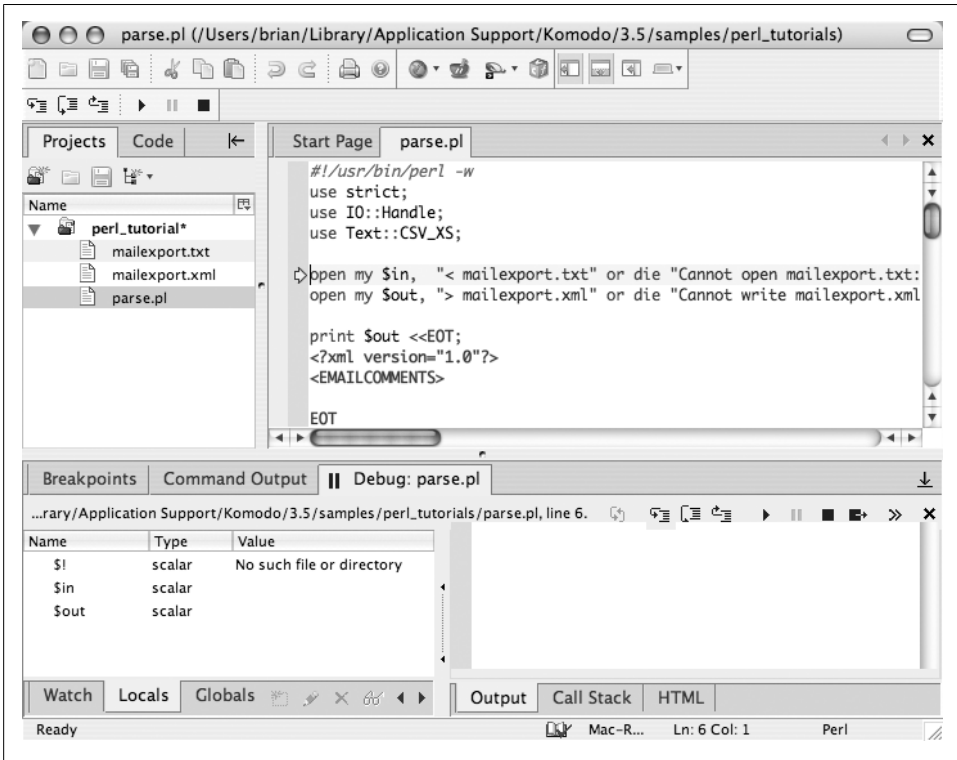 parse.pl (/Users/brian/Library/Application Support/Komodo/3.5/samples/perl_tutorials)
Projects Code
Start Page parse.pl
Name
perl_tutorial*
mailexport.txt
mailexport.xml
parse.pl
#!/usr/bin/perl -w
use strict;
use IO::Handle;
use Text::CSV_XS;
open my $in,  "< mailexport.txt" or die "Cannot open mailexport.txt:
open my $out, "> mailexport.xml" or die "Cannot write mailexport.xml
print $out <<EOT;
<?xml version="1.0"?>
<EMAILCOMMENTS>
EOT
Breakpoints Command Output Debug: parse.pl
...rary/Application Support/Komodo/3.5/samples/perl_tutorials/parse.pl, line 6.
Name Type Value
$! scalar No such file or directory
$in scalar
$out scalar
Watch Locals Globals
Output Call Stack HTML
Ready Mac-R... Ln: 6 Col: 1 Perl